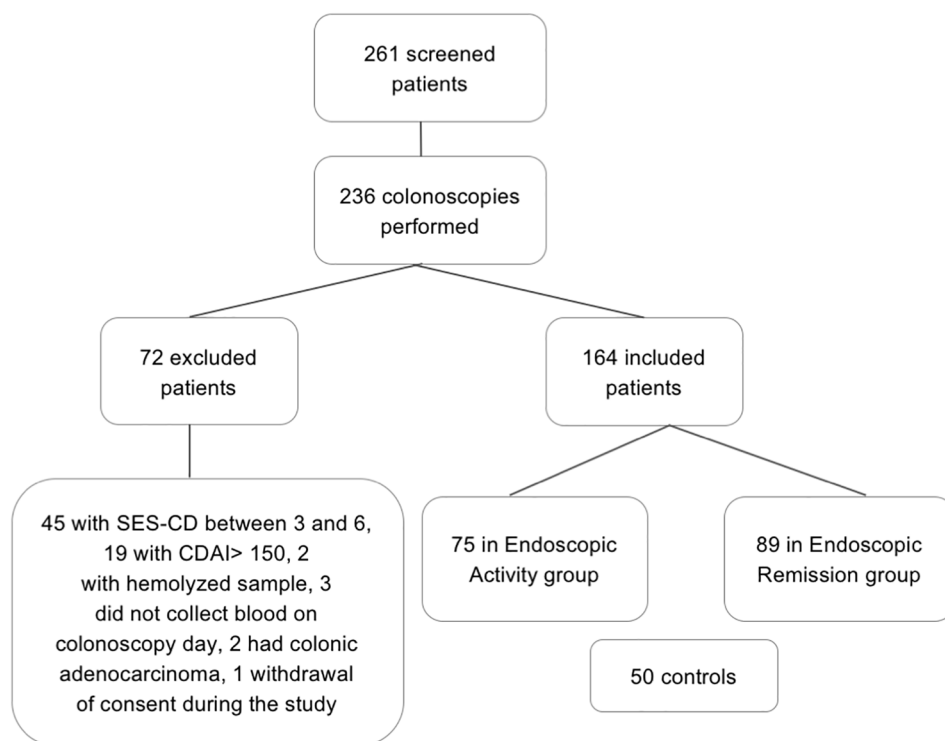 261 screened
patients
236 colonoscopies
performed
72 excluded
patients
164 included
patients
45 with SES-CD between 3 and 6,
19 with CDAI> 150, 2
with hemolyzed sample, 3
did not collect blood on
colonoscopy day, 2 had colonic
adenocarcinoma, 1 withdrawal
of consent during the study
75 in Endoscopic
Activity group
89 in Endoscopic
Remission group
50 controls